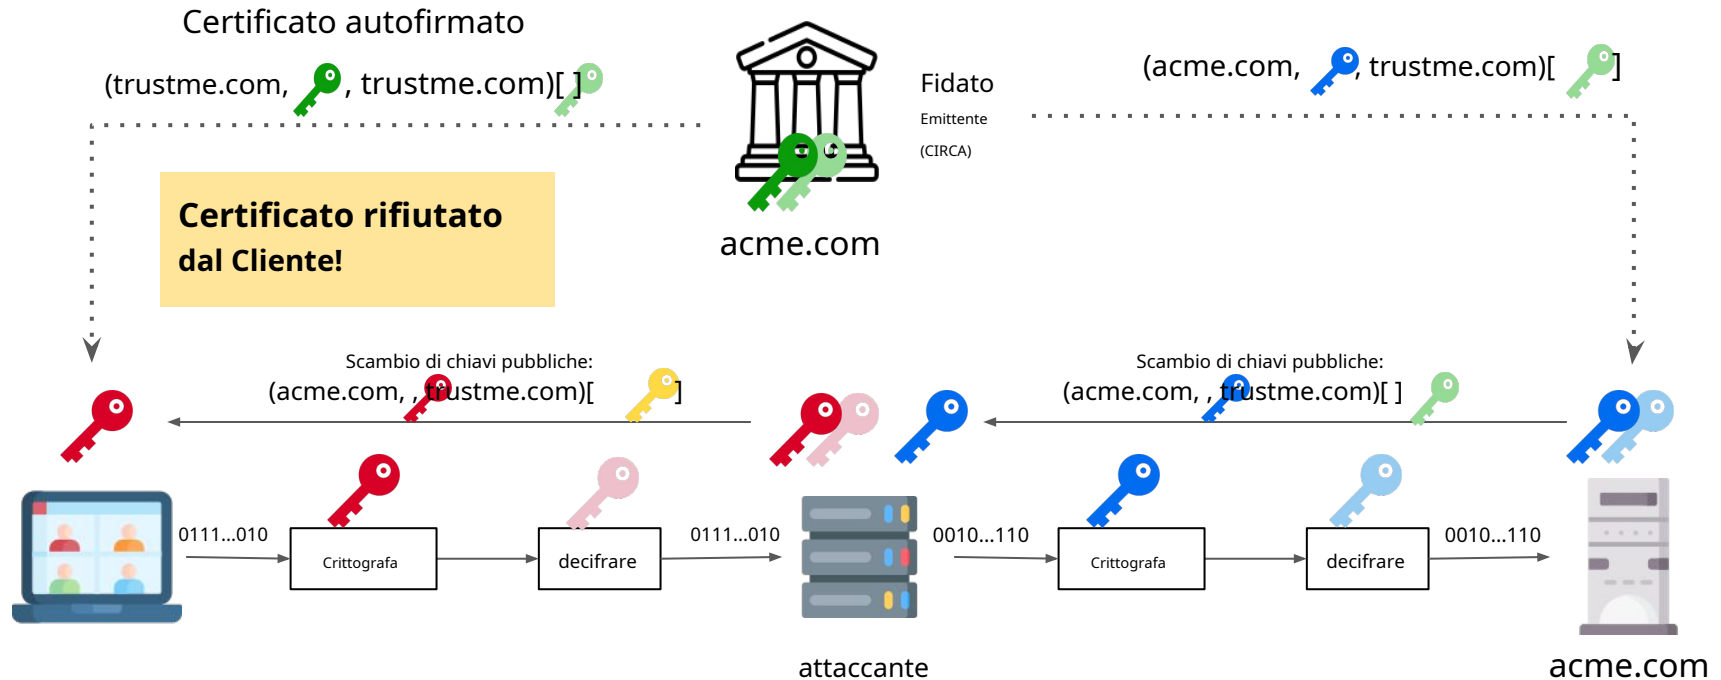 Certificato autofirmato
(trustme.com, , trustme.com)[ ]
Fidato
Emittente
(CIRCA)
acme.com
(acme.com, , trustme.com)[ ]
Certificato rifiutato
dal Cliente!
Scambio di chiavi pubbliche:
(acme.com, , trustme.com)[ ]
Scambio di chiavi pubbliche:
(acme.com, , trustme.com)[ ]
0111...010
Crittografa
decifrare
0111...010
0010...110
Crittografa
decifrare
0010...110
attaccante
acme.com